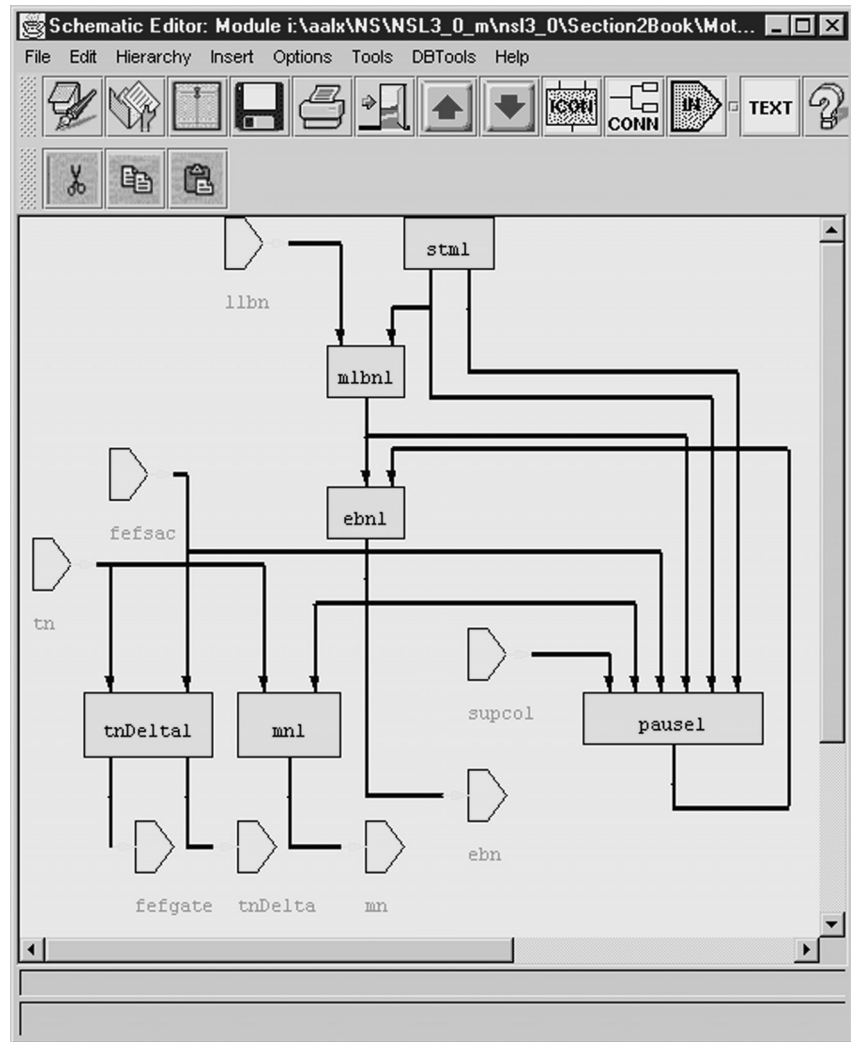 Schematic Editor: Module i:\aalx\NS\NSL3_0_m\nsl3_0\Section2Book\Mot...
File Edit Hierarchy Insert Options Tools DBTools Help
ICON CONN IN TEXT
stml
llbn
mlbnl
ebnl
fefsac
tn
supcol
tnDeltal mnl pausel
ebn
fefgate tnDelta mn